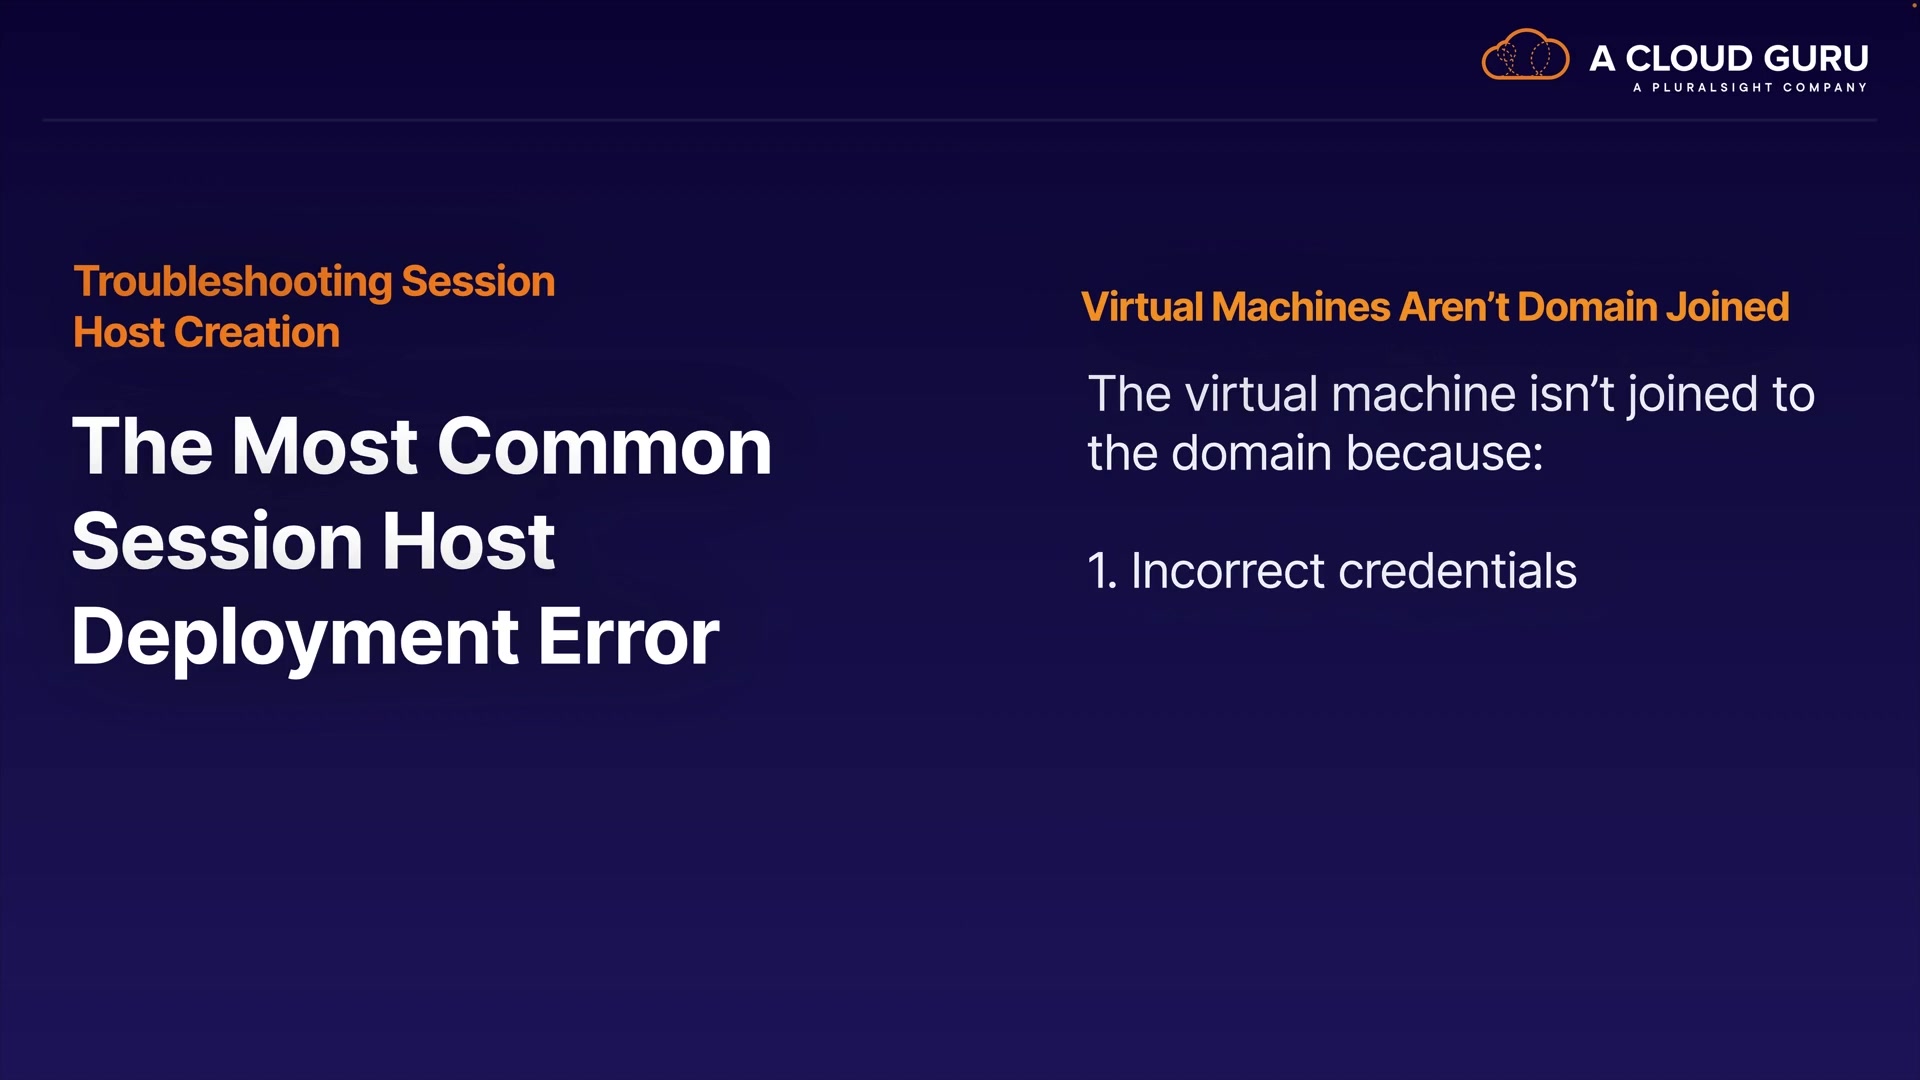 A CLOUD GURU
A PLURALSIGHT COMPANY
Troubleshooting Session
Host Creation
The Most Common
Session Host
Deployment Error
Virtual Machines Aren’t Domain Joined
The virtual machine isn’t joined to
the domain because:
1. Incorrect credentials